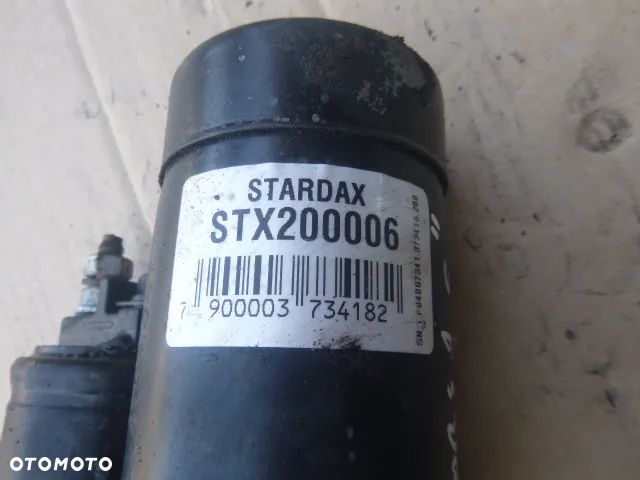 STARDAX
STX200006
7 900003 734182
OTOMOTO